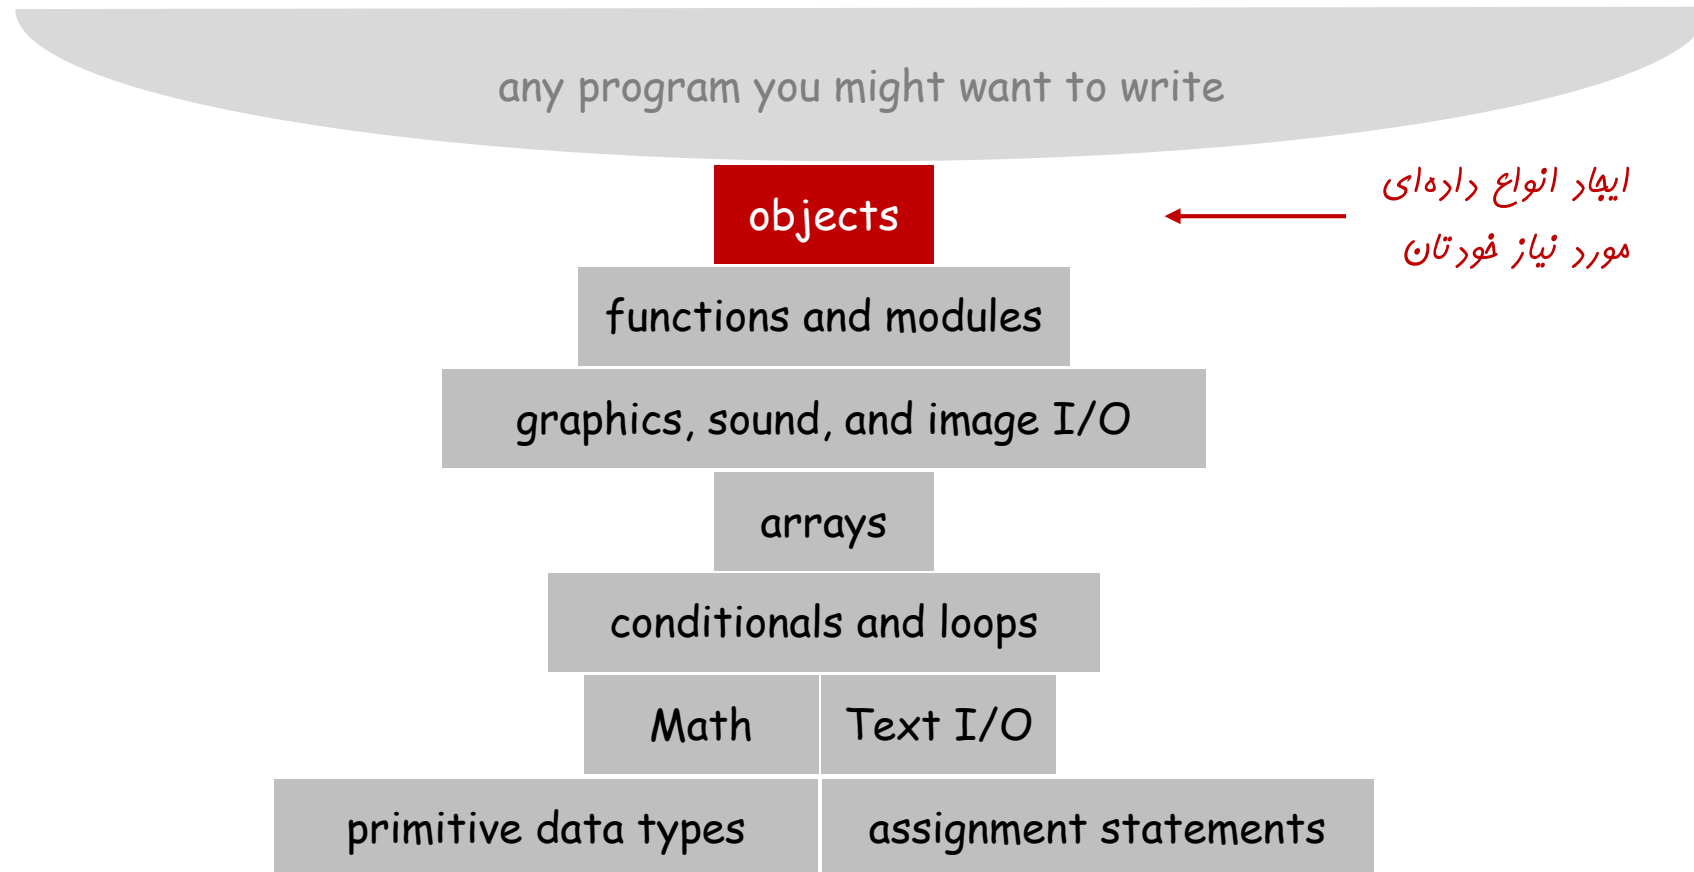 any program you might want to write
objects
ایجاد انواع داده‌ای
مورد نیاز خودتان
functions and modules
graphics, sound, and image I/O
arrays
conditionals and loops
Math
Text I/O
primitive data types
assignment statements